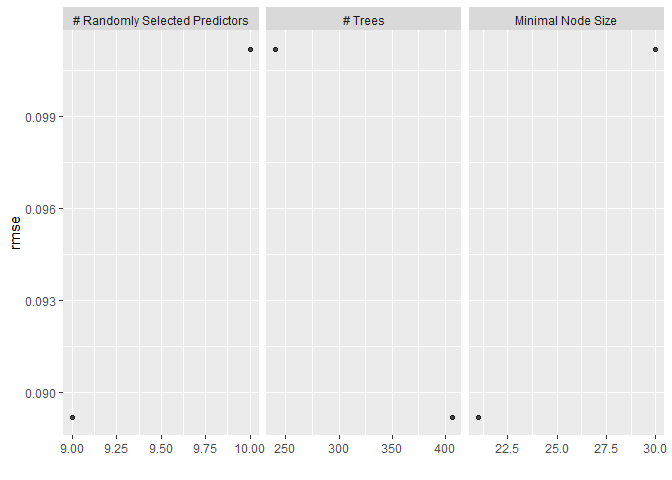 # Randomly Selected Predictors
# Trees
Minimal Node Size
rmse
0.099
0.096
0.093
0.090
9.00 9.25 9.50 9.75 10.00
250 300 350 400
22.5 25.0 27.5 30.0